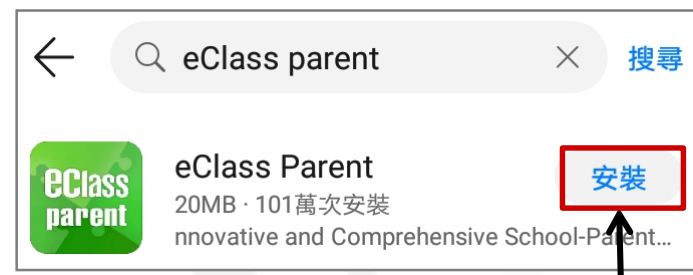 eClass parent
搜尋
eClass
parent
eClass Parent
安裝
20MB · 101萬次安裝
nnovative and Comprehensive School-Parent...